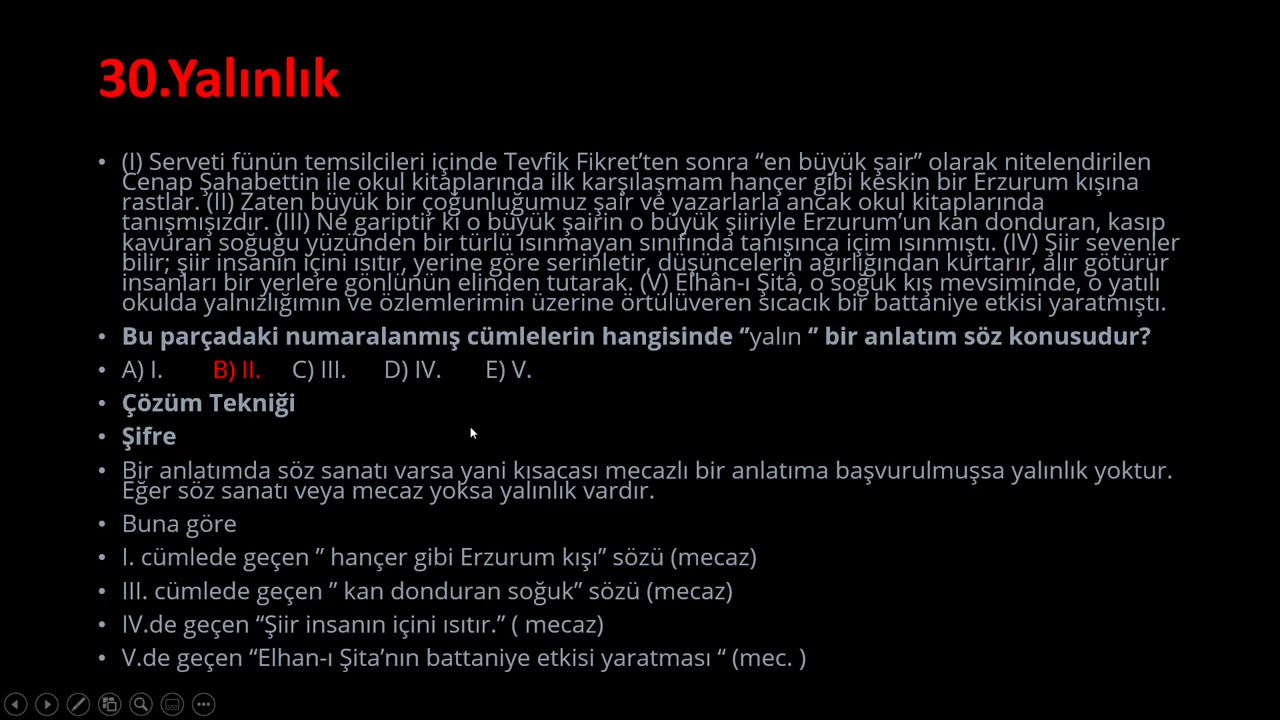 30.Yalınlık
• (I) Serveti fünün temsilcileri içinde Tevfik Fikret’ten sonra “en büyük şair” olarak nitelendirilen
Cenap Şahabettin ile okul kitaplarında ilk karşılaşmam hançer gibi keskin bir Erzurum kışına
rastlar. (II) Zaten büyük bir çoğunluğumuz şair ve yazarlarla ancak okul kitaplarında
tanışmışızdır. (III) Ne gariptir ki o büyük şairin o büyük şiiriyle Erzurum’un kan donduran, kasıp
kavuran soğuğu yüzünden bir türlü ısınmayan sınıfında tanışınca içim ısınmıştı. (IV) Şiir sevenler
bilir; şiir insanın içini ısıtır, yerine göre serinletir, düşüncelerin ağırlığından kurtarır, alır götürür
insanları bir yerlere gönlünün elinden tutarak. (V) Elhân-ı Şitâ, o soğuk kış mevsiminde, o yatılı
okulda yalnızlığımın ve özlemlerimin üzerine örtülüveren sıcacık bir battaniye etkisi yaratmıştı.
• Bu parçadaki numaralanmış cümlelerin hangisinde ‘’yalın ‘’ bir anlatım söz konusudur?
• A) I. B) II. C) III. D) IV. E) V.
• Çözüm Tekniği
• Şifre
• Bir anlatımda söz sanatı varsa yani kısacası mecazlı bir anlatıma başvurulmuşsa yalınlık yoktur.
Eğer söz sanatı veya mecaz yoksa yalınlık vardır.
• Buna göre
• I. cümlede geçen ” hançer gibi Erzurum kışı” sözü (mecaz)
• III. cümlede geçen ” kan donduran soğuk” sözü (mecaz)
• IV.de geçen “Şiir insanın içini ısıtır.” ( mecaz)
• V.de geçen “Elhan-ı Şita’nın battaniye etkisi yaratması “ (mec. )